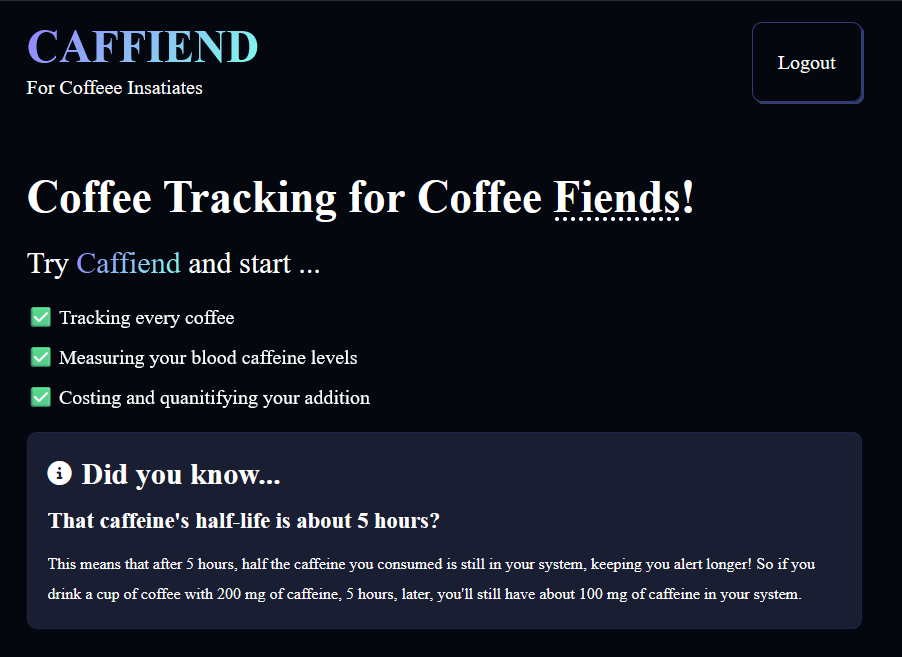 CAFFIEND
For Coffeee Insatiates
Logout
Coffee Tracking for Coffee Fiends!
Try Caffiend and start ...
Tracking every coffee
Measuring your blood caffeine levels
Costing and quanitifying your addition
Did you know...
That caffeine's half-life is about 5 hours?
This means that after 5 hours, half the caffeine you consumed is still in your system, keeping you alert longer! So if you
drink a cup of coffee with 200 mg of caffeine, 5 hours, later, you'll still have about 100 mg of caffeine in your system.